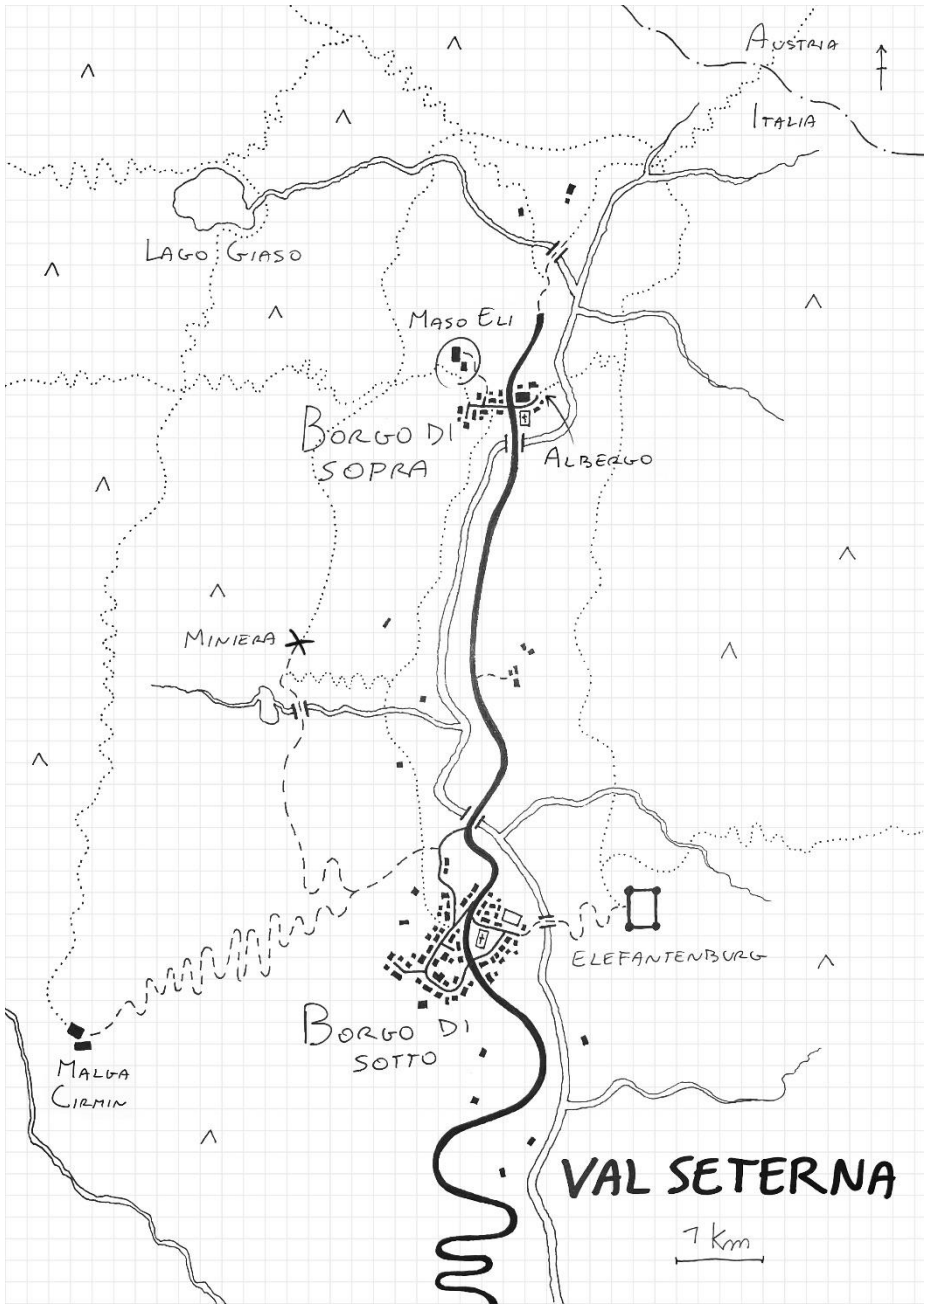 AUSTRIA
ITALIA
LAGO GIASO
MASO ELI
BORGO DI
SOPRA
ALBERGO
MINIERA
ELEFANTENBURG
BORGO DI
SOTTO
MALGA
CIRMIN
VAL SETERNA
1 Km